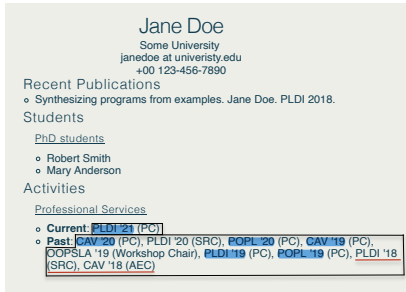 Jane Doe
Some University
janedoe at univeristy.edu
+00 123-456-7890
Recent Publications
Synthesizing programs from examples. Jane Doe. PLDI 2018.
Students
PhD students
Robert Smith
Mary Anderson
Activities
Professional Services
Current: PLDI '21 (PC)
Past: CAV '20 (PC), PLDI '20 (SRC), POPL '20 (PC), CAV '19 (PC),
OOPSLA '19 (Workshop Chair), PLDI '19 (PC), POPL '19 (PC), PLDI '18
(SRC), CAV '18 (AEC)